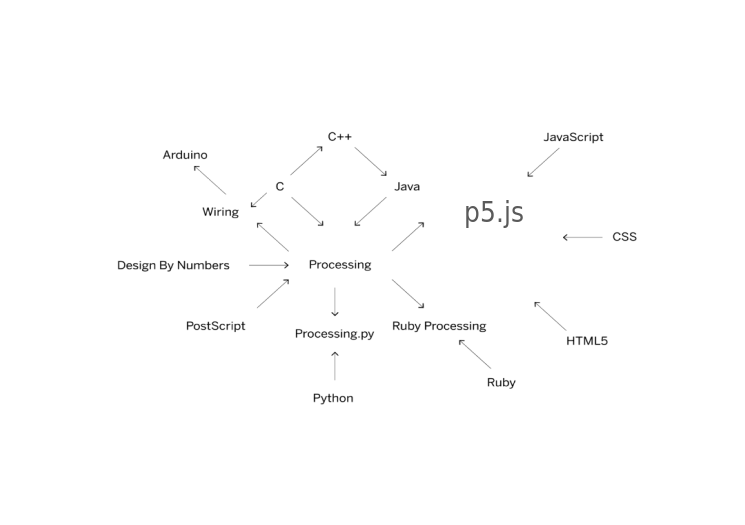 C++
JavaScript
Arduino
C
Java
Wiring
p5.js
CSS
Design By Numbers
Processing
PostScript
Processing.py
Ruby Processing
HTML5
Ruby
Python